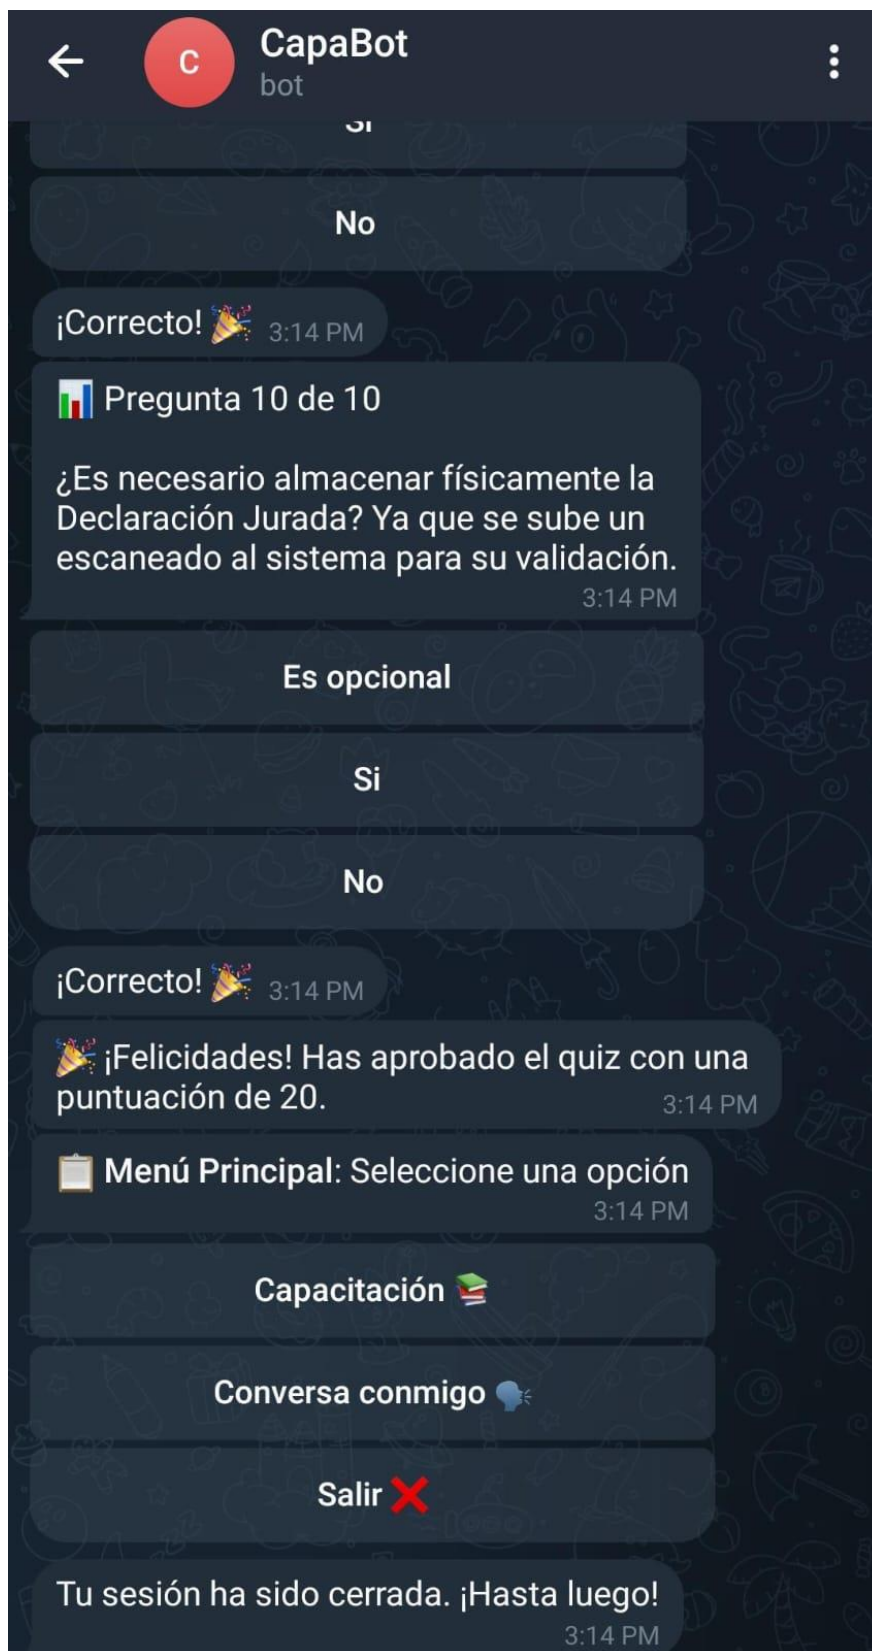 CapaBot
C
bot
Si
No
¡Correcto! 🎉 3:14 PM
📊 Pregunta 10 de 10
¿Es necesario almacenar físicamente la
Declaración Jurada? Ya que se sube un
escaneado al sistema para su validación.
3:14 PM
Es opcional
Si
No
¡Correcto! 🎉 3:14 PM
🎉 ¡Felicidades! Has aprobado el quiz con una
puntuación de 20. 3:14 PM
📋 Menú Principal: Seleccione una opción
3:14 PM
Capacitación 📚
Conversa conmigo 🗣️
Salir ❌
Tu sesión ha sido cerrada. ¡Hasta luego!
3:14 PM